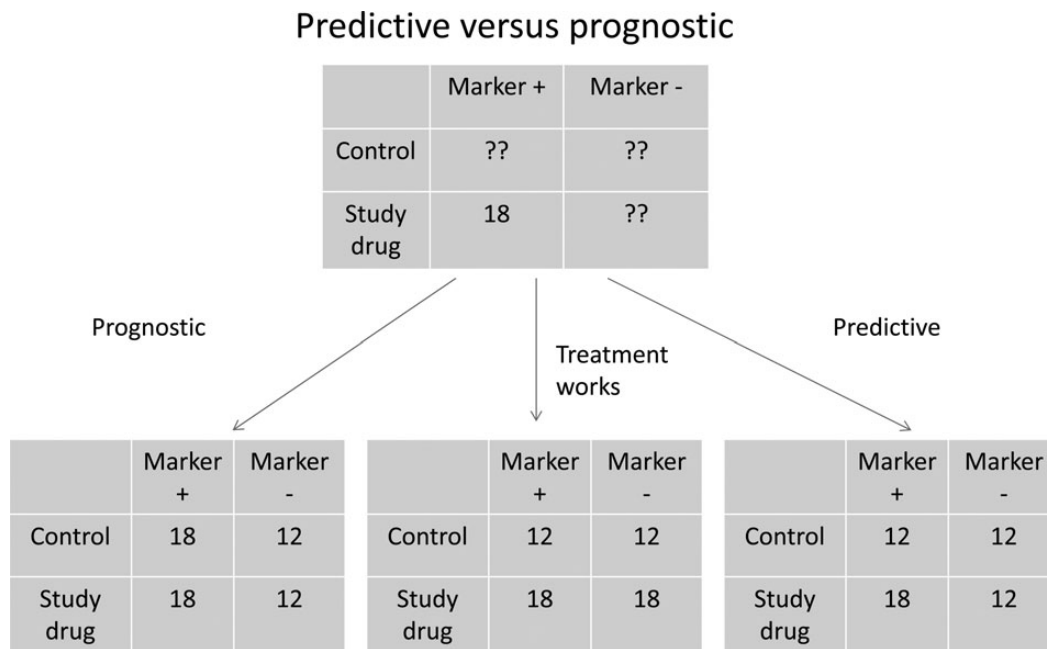 Predictive versus prognostic
Marker + Marker -
Control ?? ??
Study drug 18 ??
Prognostic
Treatment works
Predictive
Marker + Marker -
Control 18 12
Study drug 18 12
Marker + Marker -
Control 12 12
Study drug 18 18
Marker + Marker -
Control 12 12
Study drug 18 12